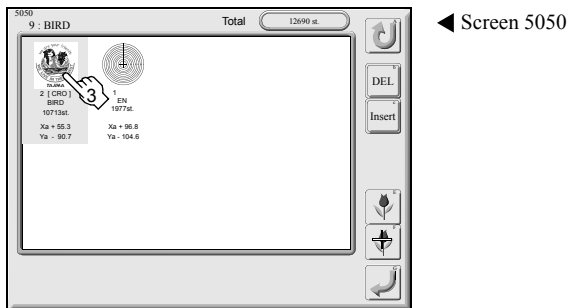 5050
9 : BIRD
Total
12690 st.
◀ Screen 5050
DEL
Insert
TAJIMA
3
2 [ CRO ]
BIRD
10713st.
Xa + 55.3
Ya - 90.7
1
EN
1977st.
Xa + 96.8
Ya - 104.6